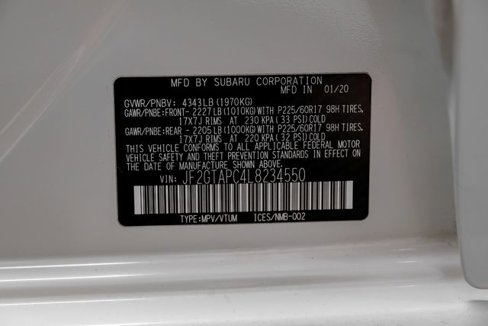 MFD BY SUBARU CORPORATION
MFD IN 01/20
GVWR/PNBV: 4343LB(1970KG)
GAWR/PNBE:FRONT- 2227LB(1010KG)WITH P225/60R17 98H TIRES,
17X7J RIMS AT 230 KPA(33 PSI)COLD
GAWR/PNBE:REAR - 2205LB(1000KG)WITH P225/60R17 98H TIRES,
17X7J RIMS AT 220 KPA(32 PSI)COLD
THIS VEHICLE CONFORMS TO ALL APPLICABLE FEDERAL MOTOR
VEHICLE SAFETY AND BUMPER STANDARDS IN EFFECT ON THE DATE
OF MANUFACTURE SHOWN ABOVE.
VIN: JF2GTAPC4L8234550
TYPE:MPV/VTUM ICES/NMB-002